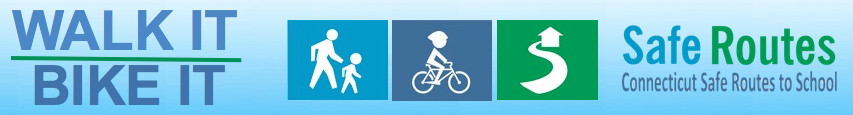 WALK IT
BIKE IT
Safe Routes
Connecticut Safe Routes to School